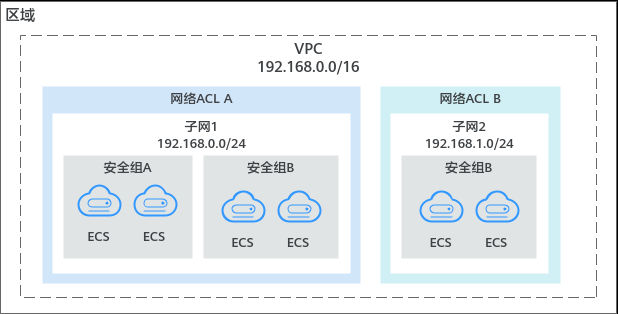 区域
VPC
192.168.0.0/16
网络ACL A
子网1
192.168.0.0/24
安全组A
ECS
ECS
安全组B
ECS
ECS
网络ACL B
子网2
192.168.1.0/24
安全组B
ECS
ECS